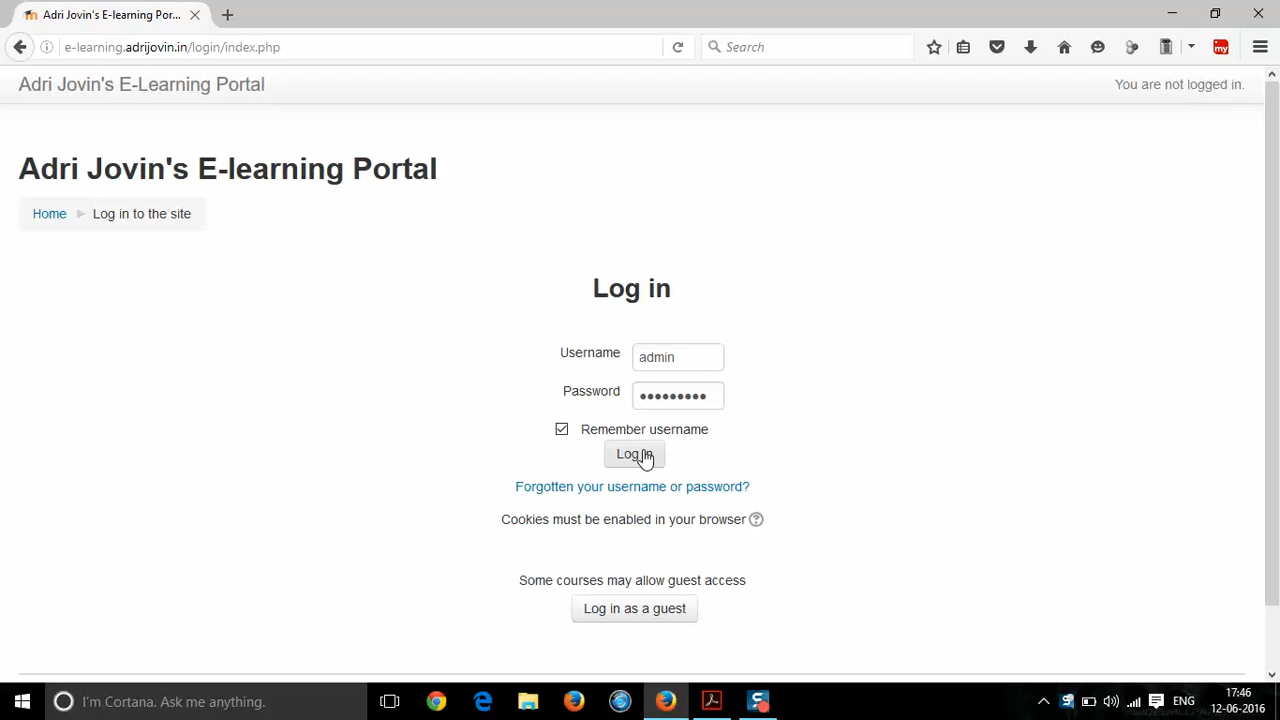 Adri Jovin's E-learning Por...
e-learning.adrijovin.in/login/index.php
Search
my
Adri Jovin's E-Learning Portal
You are not logged in.
Adri Jovin's E-learning Portal
Home
Log in to the site
Log in
Username
admin
Password
Remember username
Log in
Forgotten your username or password?
Cookies must be enabled in your browser
Some courses may allow guest access
Log in as a guest
I'm Cortana. Ask me anything.
ENG
17:46
12-06-2016